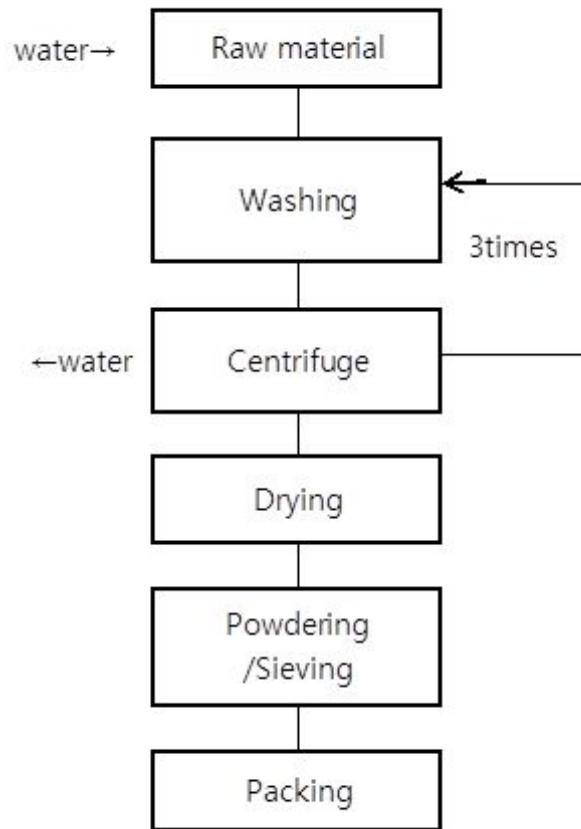 water→
Raw material
Washing
3times
←water
Centrifuge
Drying
Powdering
/Sieving
Packing